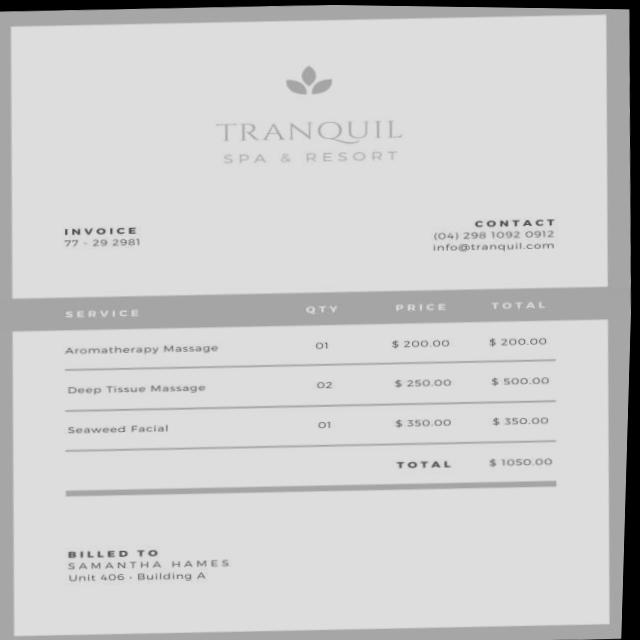 TRANQUIL
SPA & RESORT
INVOICE
77 - 29 2981
CONTACT
(04) 298 1092 0912
info@tranquil.com
SERVICE QTY PRICE TOTAL
Aromatherapy Massage 01 $ 200.00 $ 200.00
Deep Tissue Massage 02 $ 250.00 $ 500.00
Seaweed Facial 01 $ 350.00 $ 350.00
TOTAL $ 1050.00
BILLED TO
SAMANTHA HAMES
Unit 406 - Building A